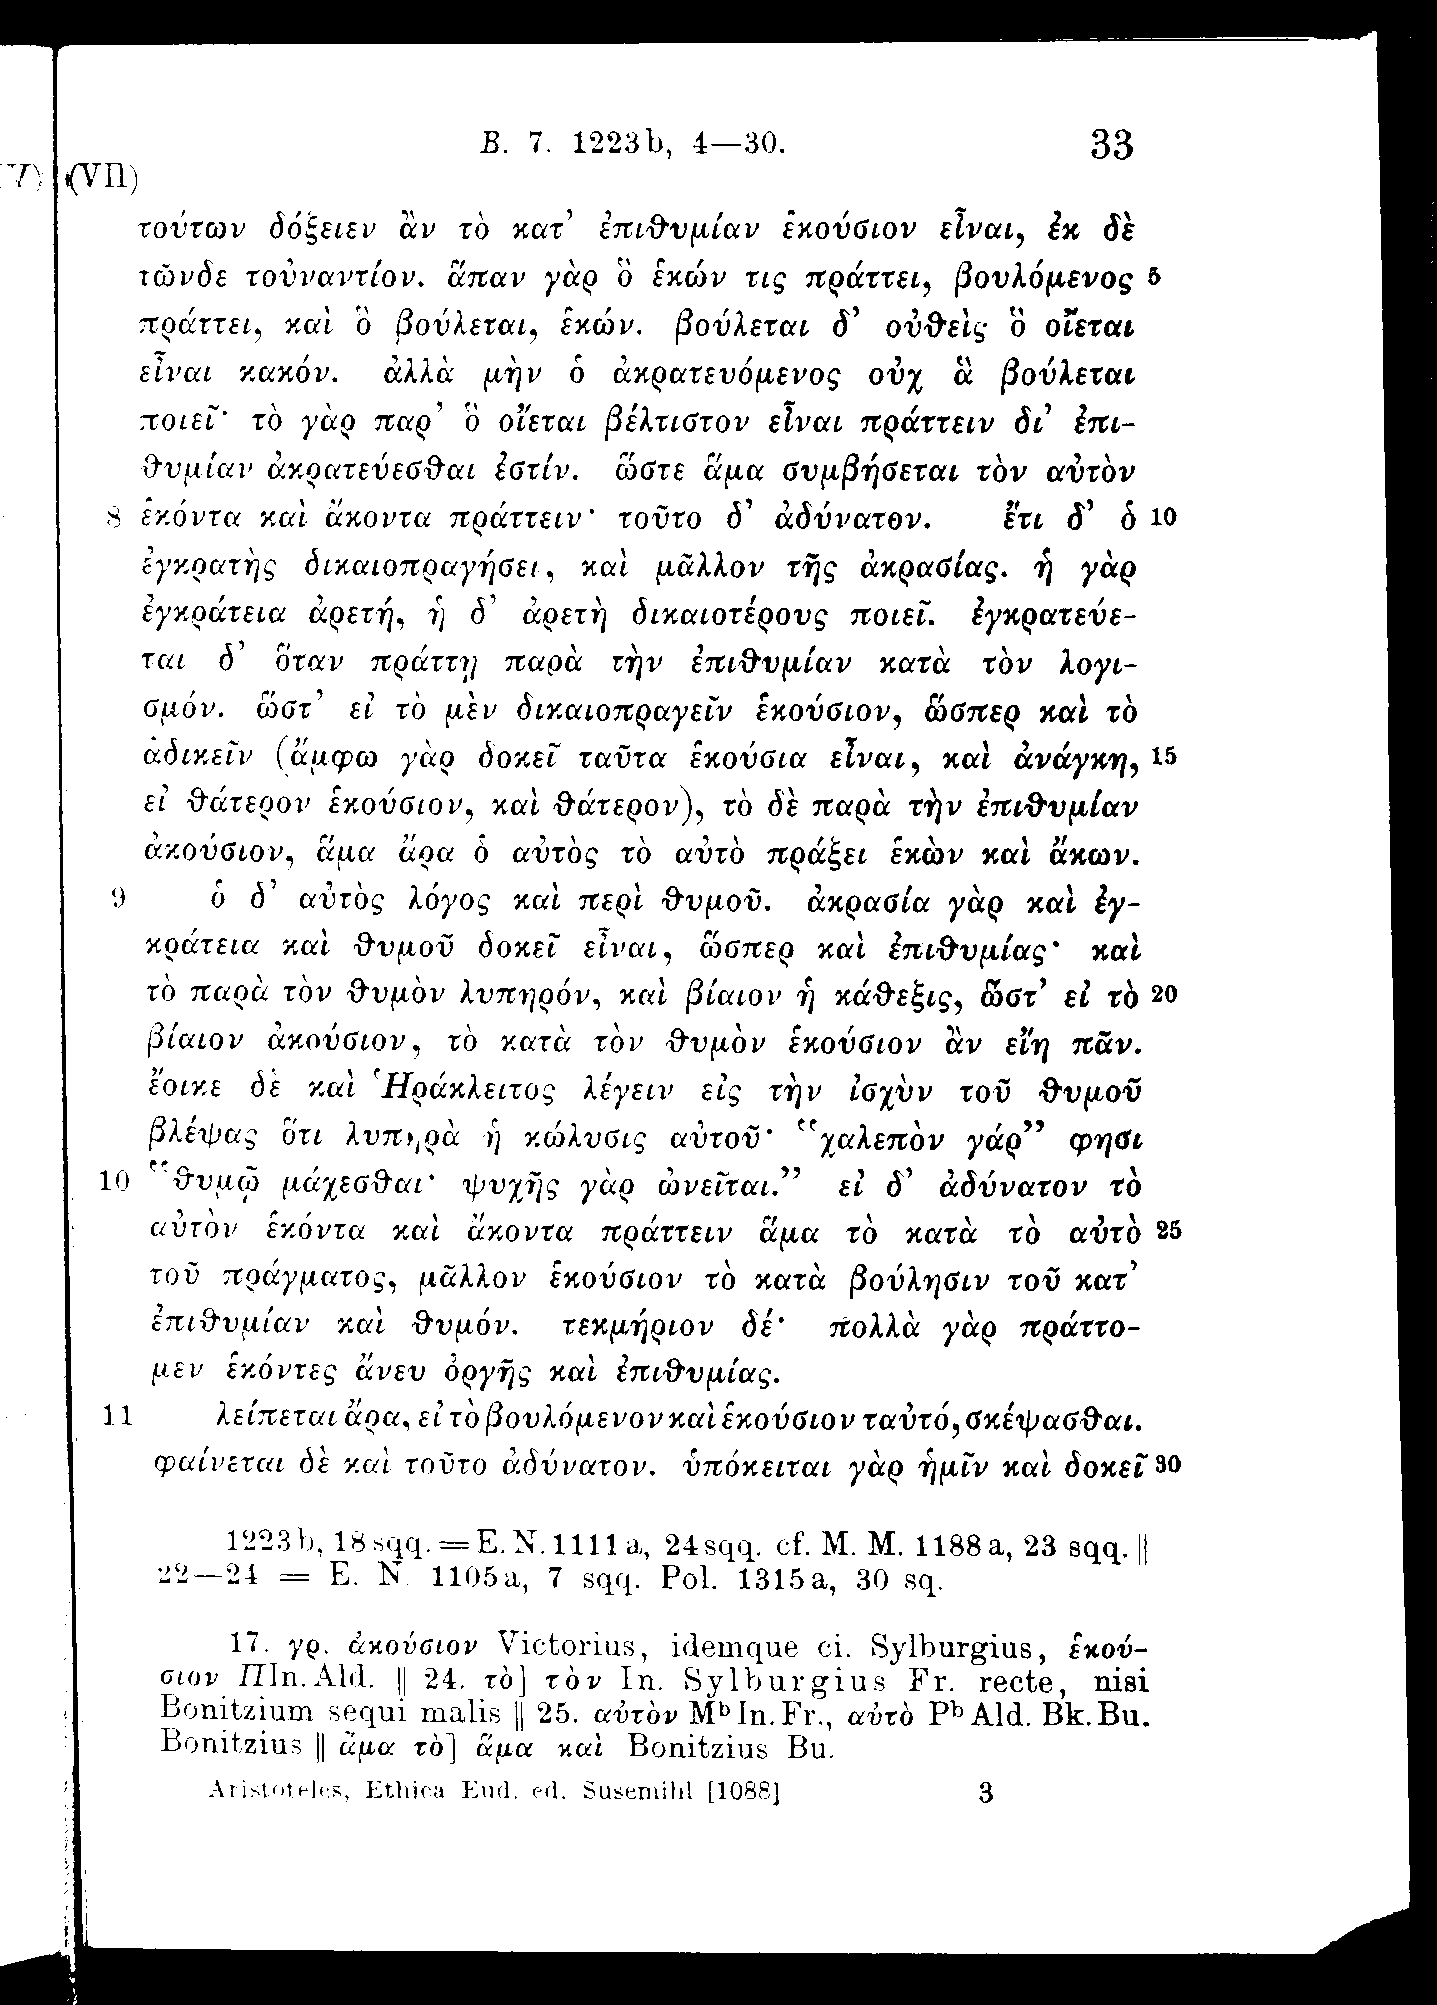 B. 7. 1223b, 4—30. 33
(VII)
τούτων δόξειεν ἂν τὸ κατ' ἐπιθυμίαν ἑκούσιον εἶναι, ἐκ δὲ
τῶνδε τοὐναντίον. ἅπαν γὰρ ὃ ἑκών τις πράττει, βουλόμενος 5
πράττει, καὶ ὃ βούλεται, ἑκών. βούλεται δ' οὐθεὶς ὃ οἴεται
εἶναι κακόν. ἀλλὰ μὴν ὁ ἀκρατευόμενος οὐχ ἃ βούλεται
ποιεῖ· τὸ γὰρ παρ' ὃ οἴεται βέλτιστον εἶναι πράττειν δι' ἐπι-
θυμίαν ἀκρατεύεσθαι ἐστίν. ὥστε ἅμα συμβήσεται τὸν αὐτὸν
8 ἑκόντα καὶ ἄκοντα πράττειν· τοῦτο δ' ἀδύνατον. ἔτι δ' ὁ 10
ἐγκρατὴς δικαιοπραγήσει, καὶ μᾶλλον τῆς ἀκρασίας. ἡ γὰρ
ἐγκράτεια ἀρετή, ἡ δ' ἀρετὴ δικαιοτέρους ποιεῖ. ἐγκρατεύε-
ται δ' ὅταν πράττῃ παρὰ τὴν ἐπιθυμίαν κατὰ τὸν λογι-
σμόν. ὥστ' εἰ τὸ μὲν δικαιοπραγεῖν ἑκούσιον, ὥσπερ καὶ τὸ
ἀδικεῖν (ἄμφω γὰρ δοκεῖ ταῦτα ἑκούσια εἶναι, καὶ ἀνάγκη, 15
εἰ θάτερον ἑκούσιον, καὶ θάτερον), τὸ δὲ παρὰ τὴν ἐπιθυμίαν
ἀκούσιον, ἅμα ἄρα ὁ αὐτὸς τὸ αὐτὸ πράξει ἑκὼν καὶ ἄκων.
9 ὁ δ' αὐτὸς λόγος καὶ περὶ θυμοῦ. ἀκρασία γὰρ καὶ ἐγ-
κράτεια καὶ θυμοῦ δοκεῖ εἶναι, ὥσπερ καὶ ἐπιθυμίας· καὶ
τὸ παρὰ τὸν θυμὸν λυπηρόν, καὶ βίαιον ἡ κάθεξις, ὥστ' εἰ τὸ 20
βίαιον ἀκούσιον, τὸ κατὰ τὸν θυμὸν ἑκούσιον ἂν εἴη πᾶν.
ἔοικε δὲ καὶ Ἡράκλειτος λέγειν εἰς τὴν ἰσχὺν τοῦ θυμοῦ
βλέψας ὅτι λυπηρὰ ἡ κώλυσις αὐτοῦ· “χαλεπὸν γάρ” φησι
10 “θυμῷ μάχεσθαι· ψυχῆς γὰρ ὠνεῖται.” εἰ δ' ἀδύνατον τὸ
αὐτὸν ἑκόντα καὶ ἄκοντα πράττειν ἅμα τὸ κατὰ τὸ αὐτὸ 25
τοῦ πράγματος, μᾶλλον ἑκούσιον τὸ κατὰ βούλησιν τοῦ κατ'
ἐπιθυμίαν καὶ θυμόν. τεκμήριον δέ· πολλὰ γὰρ πράττο-
μεν ἑκόντες ἄνευ ὀργῆς καὶ ἐπιθυμίας.
11 λείπεται ἄρα, εἰ τὸ βουλόμενον καὶ ἑκούσιον ταὐτό, σκέψασθαι.
φαίνεται δὲ καὶ τοῦτο ἀδύνατον. ὑπόκειται γὰρ ἡμῖν καὶ δοκεῖ 30
1223b, 18 sqq. = E. N. 1111a, 24 sqq. cf. M. M. 1188a, 23 sqq. ||
22—24 = E. N. 1105a, 7 sqq. Pol. 1315a, 30 sq.
17. γρ. ἀκούσιον Victorius, idemque ci. Sylburgius, ἑκού-
σιον ΠIn. Ald. || 24. τὸ] τὸν In. Sylburgius Fr. recte, nisi
Bonitzium sequi malis || 25. αὐτὸν Mᵇ In. Fr., αὐτὸ Pᵇ Ald. Bk. Bu.
Bonitzius || ἅμα τὸ] ἅμα καὶ Bonitzius Bu.
Aristoteles, Ethica Eud. ed. Susemihl [1088] 3